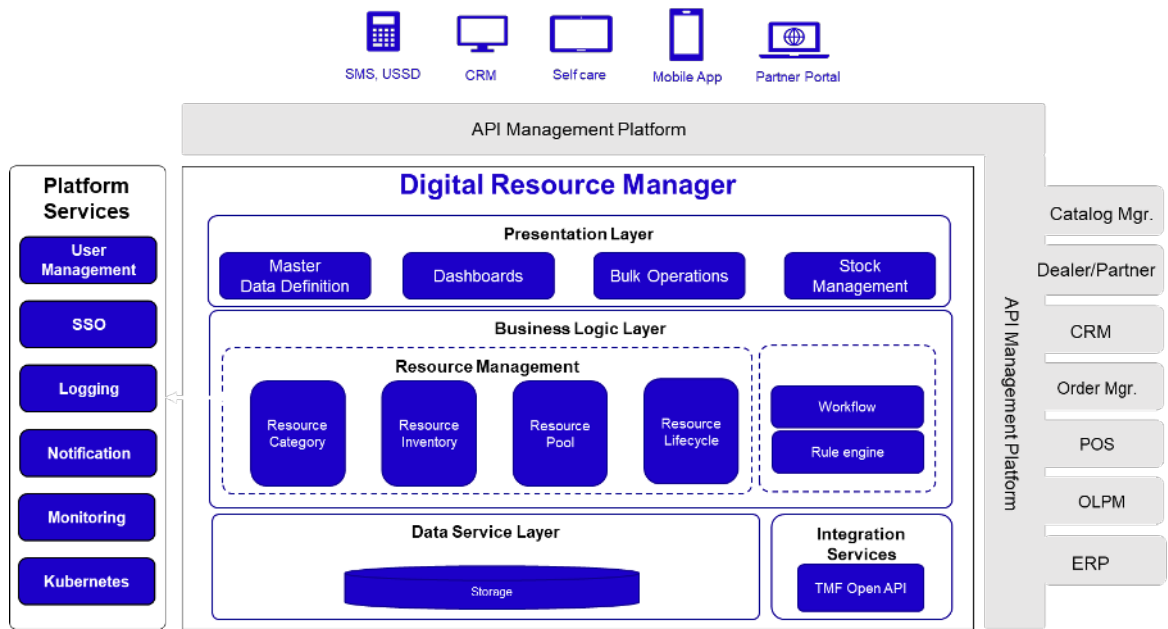 SMS, USSD
CRM
Self care
Mobile App
Partner Portal
API Management Platform
Platform
Services
User
Management
SSO
Logging
Notification
Monitoring
Kubernetes
Digital Resource Manager
Presentation Layer
Master
Data Definition
Dashboards
Bulk Operations
Stock
Management
Business Logic Layer
Resource Management
Resource
Category
Resource
Inventory
Resource
Pool
Resource
Lifecycle
Workflow
Rule engine
Data Service Layer
Storage
Integration
Services
TMF Open API
API Management Platform
Catalog Mgr.
Dealer/Partner
CRM
Order Mgr.
POS
OLPM
ERP